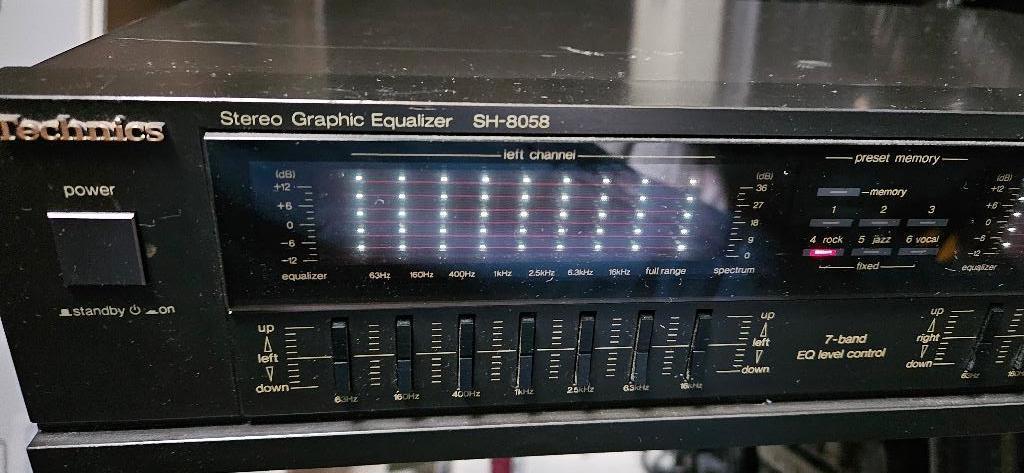 Technics
Stereo Graphic Equalizer SH-8058
left channel
preset memory
(dB)
+12
+6
0
-6
-12
equalizer
63Hz 160Hz 400Hz 1kHz 2.5kHz 6.3kHz 16kHz full range spectrum
(dB)
36
27
18
9
0
memory
1 2 3
4 rock 5 jazz 6 vocal
fixed
(dB)
+12
+6
0
-6
-12
equalizer
power
standby on
up
left
down
63Hz 160Hz 400Hz 1kHz 2.5kHz 6.3kHz 16kHz
up
left
down
7-band
EQ level control
up
right
down
63Hz